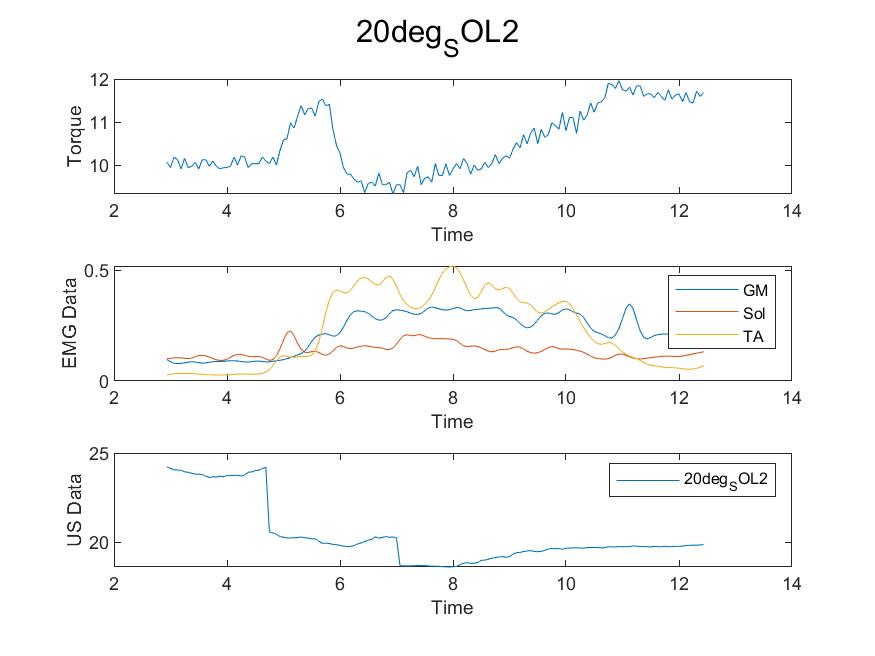 20deg_SOL2
12
11
10
Torque
2 4 6 8 10 12 14
Time
0.5
0
EMG Data
GM
Sol
TA
2 4 6 8 10 12 14
Time
25
20
US Data
20deg_SOL2
2 4 6 8 10 12 14
Time